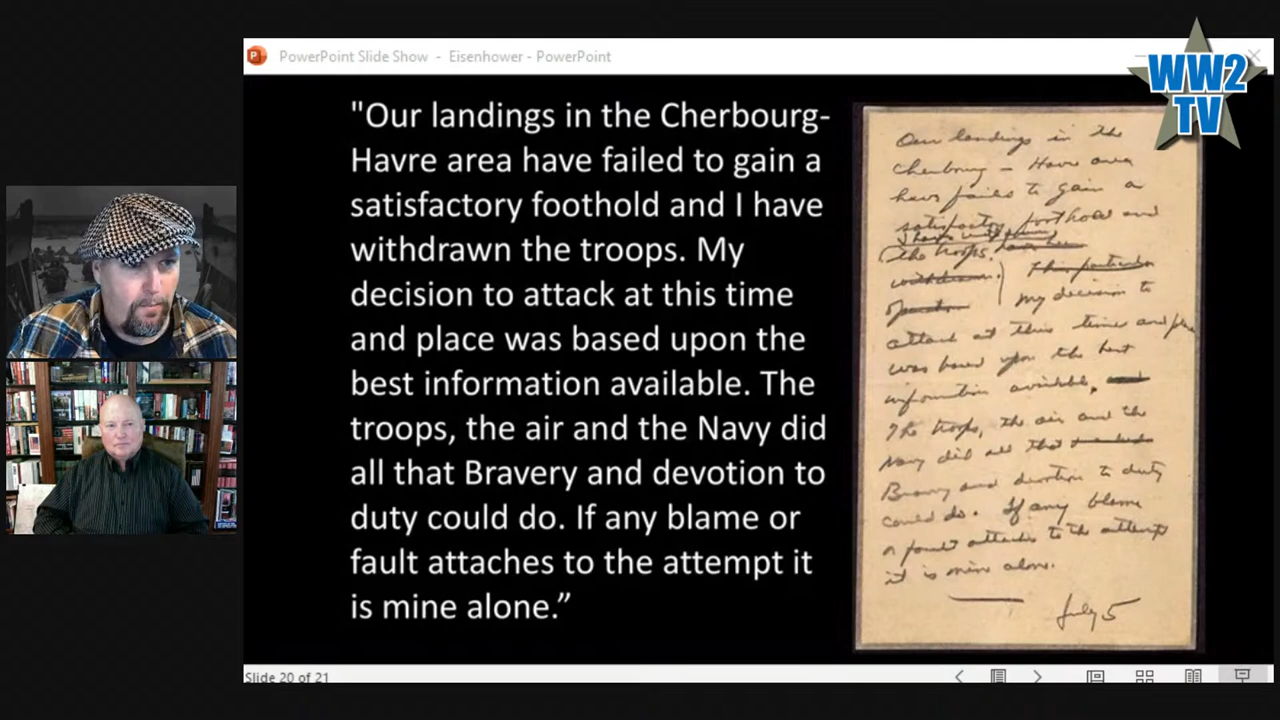 PowerPoint Slide Show - Eisenhower - PowerPoint
WW2
TV
"Our landings in the Cherbourg-
Havre area have failed to gain a
satisfactory foothold and I have
withdrawn the troops. My
decision to attack at this time
and place was based upon the
best information available. The
troops, the air and the Navy did
all that Bravery and devotion to
duty could do. If any blame or
fault attaches to the attempt it
is mine alone.”
Our landings in the
Cherbourg - Havre area
have failed to gain a
satisfactory foothold and
the troops.
My decision to
attack at this time and place
was based upon the best
information available.
The troops, the air and the
Navy did all that
Bravery and devotion to duty
could do. If any blame
or fault attaches to the attempt
it is mine alone.
July 5
Slide 20 of 21